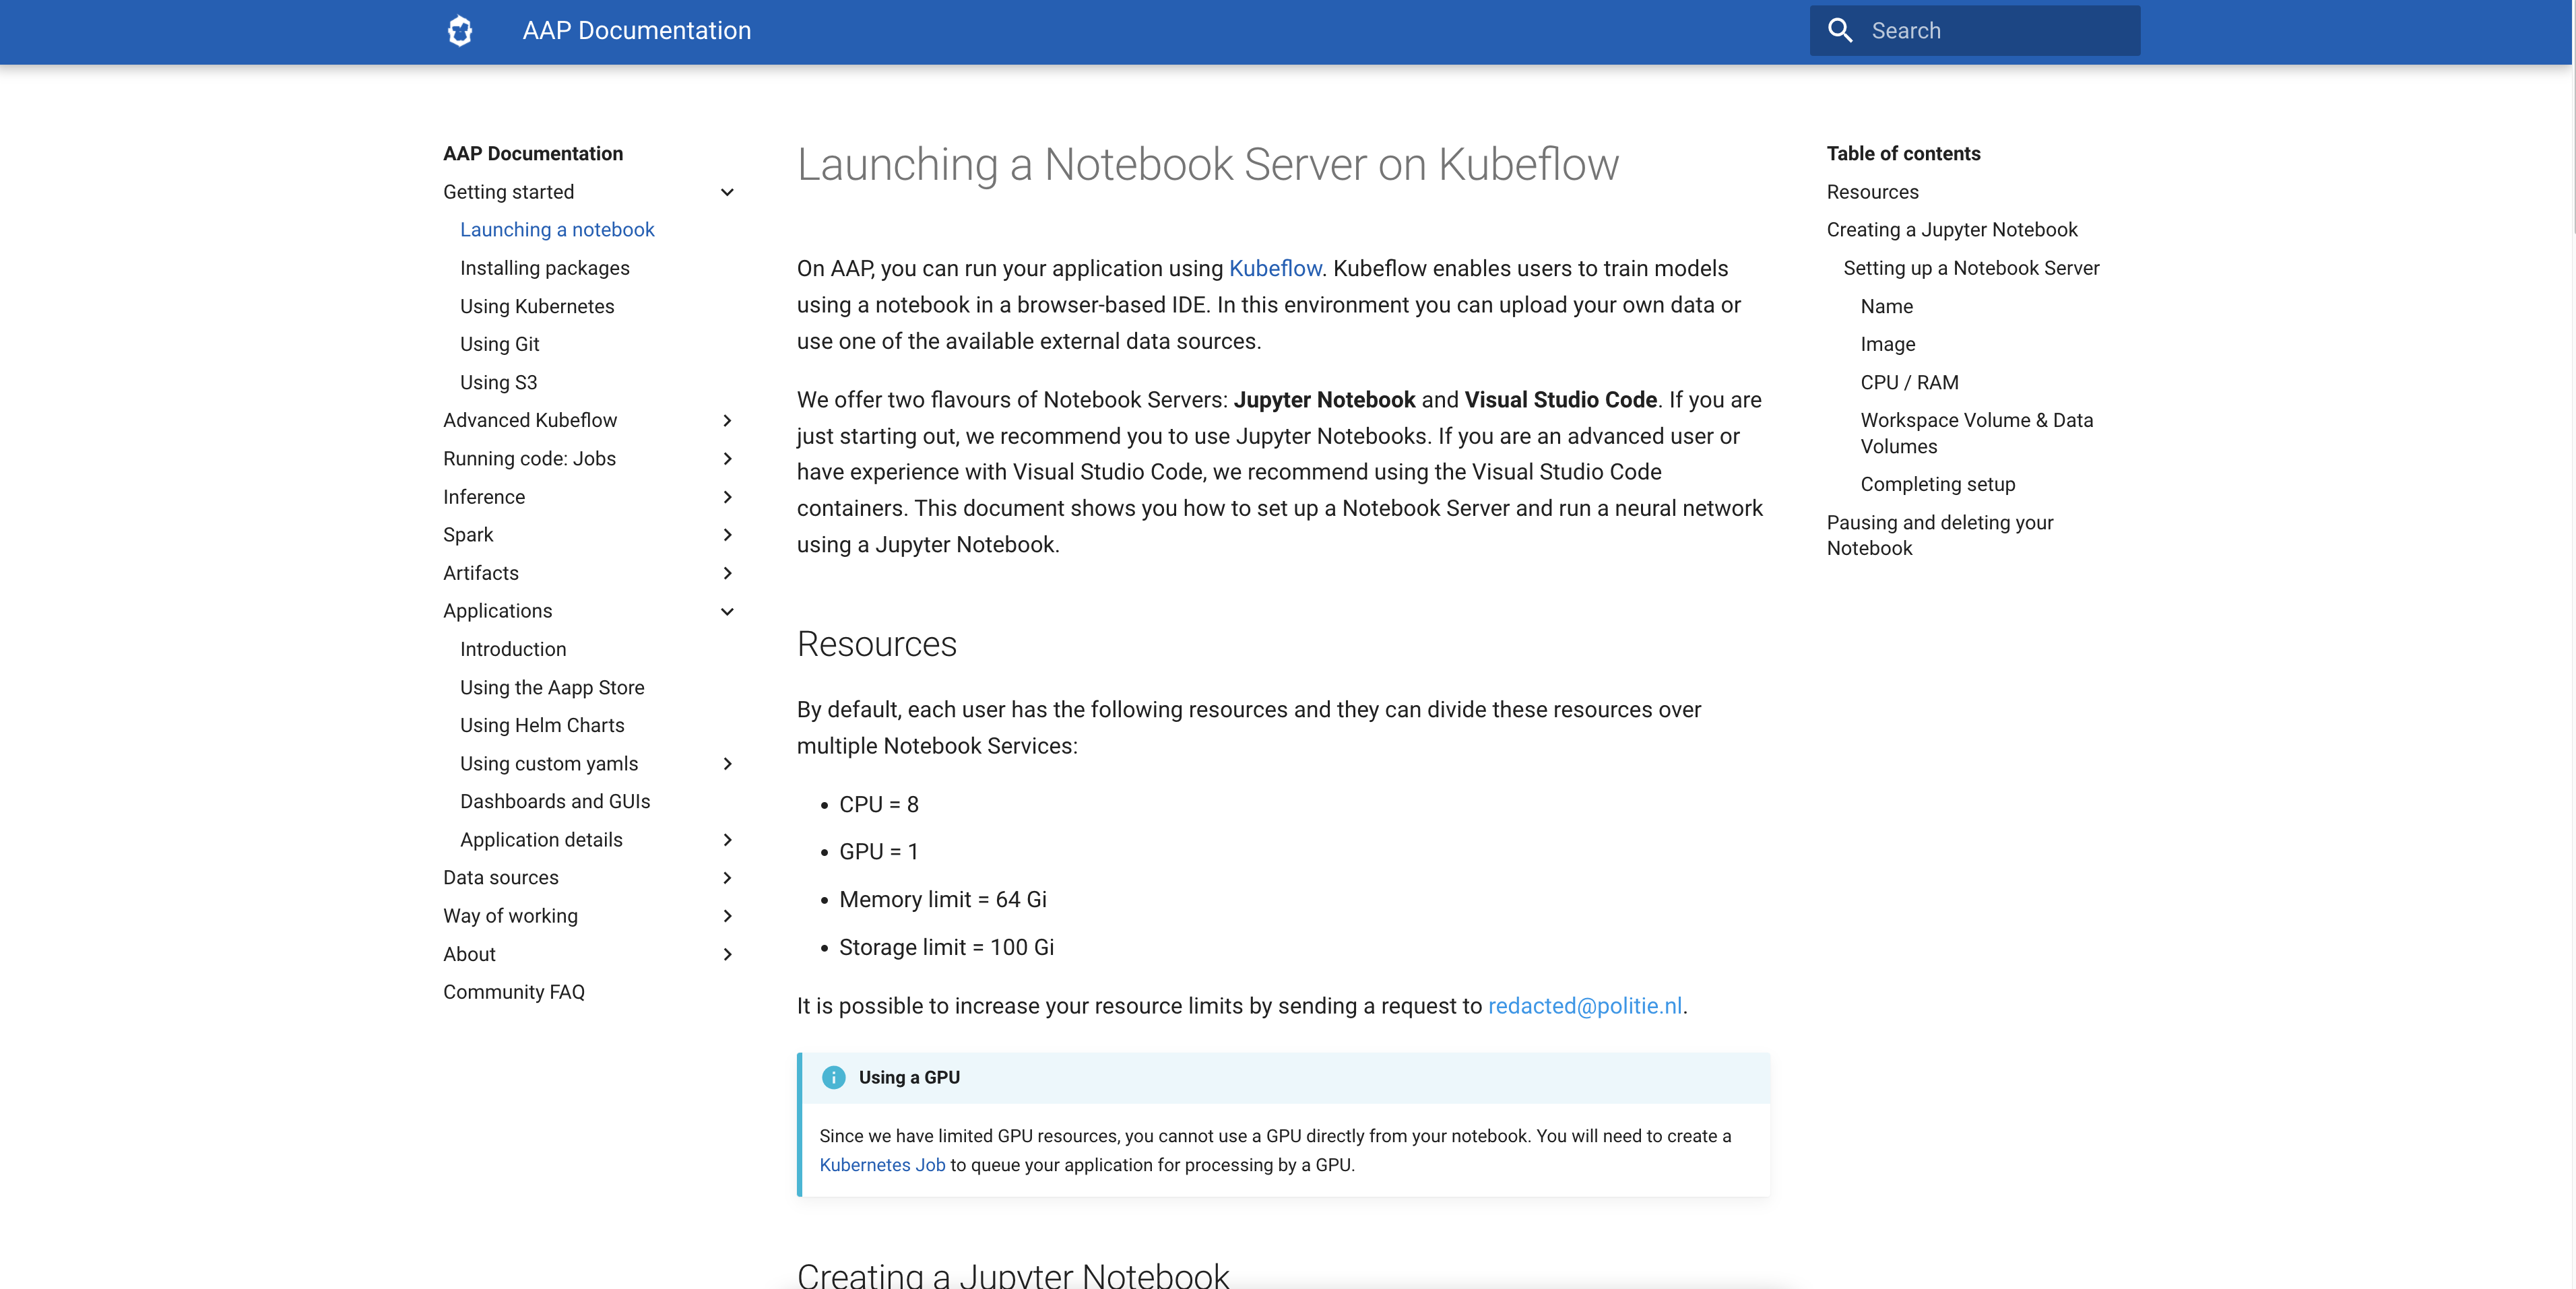 AAP Documentation
Search
AAP Documentation
Getting started
Launching a notebook
Installing packages
Using Kubernetes
Using Git
Using S3
Advanced Kubeflow
Running code: Jobs
Inference
Spark
Artifacts
Applications
Introduction
Using the Aapp Store
Using Helm Charts
Using custom yamls
Dashboards and GUIs
Application details
Data sources
Way of working
About
Community FAQ
Launching a Notebook Server on Kubeflow
On AAP, you can run your application using Kubeflow. Kubeflow enables users to train models
using a notebook in a browser-based IDE. In this environment you can upload your own data or
use one of the available external data sources.
We offer two flavours of Notebook Servers: Jupyter Notebook and Visual Studio Code. If you are
just starting out, we recommend you to use Jupyter Notebooks. If you are an advanced user or
have experience with Visual Studio Code, we recommend using the Visual Studio Code
containers. This document shows you how to set up a Notebook Server and run a neural network
using a Jupyter Notebook.
Resources
By default, each user has the following resources and they can divide these resources over
multiple Notebook Services:
• CPU = 8
• GPU = 1
• Memory limit = 64 Gi
• Storage limit = 100 Gi
It is possible to increase your resource limits by sending a request to redacted@politie.nl.
Using a GPU
Since we have limited GPU resources, you cannot use a GPU directly from your notebook. You will need to create a
Kubernetes Job to queue your application for processing by a GPU.
Creating a Jupyter Notebook
Table of contents
Resources
Creating a Jupyter Notebook
Setting up a Notebook Server
Name
Image
CPU / RAM
Workspace Volume & Data
Volumes
Completing setup
Pausing and deleting your
Notebook